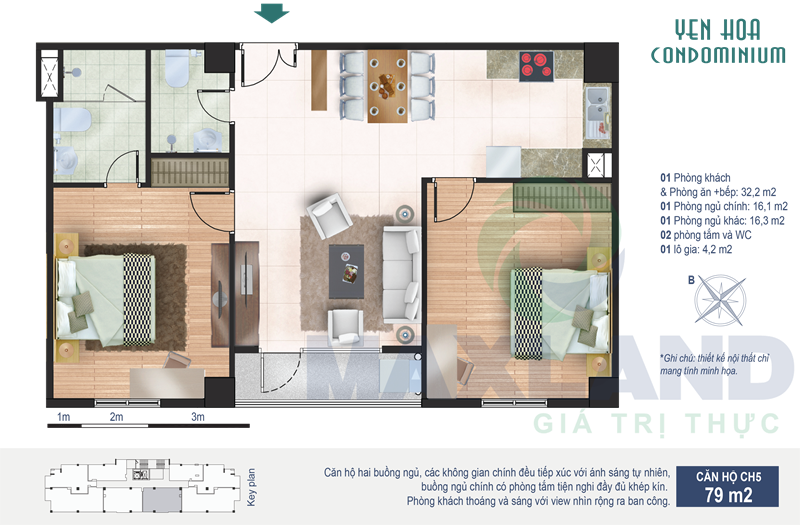 YEN HOA
CONDOMINIUM
01 Phòng khách
& Phòng ăn +bếp: 32,2 m2
01 Phòng ngủ chính: 16,1 m2
01 Phòng ngủ khác: 16,3 m2
02 phòng tắm và WC
01 lô gia: 4,2 m2
B
*Ghi chú: thiết kế nội thất chỉ
mang tính minh họa.
MAXLAND
GIÁ TRỊ THỰC
1m 2m 3m
Key plan
Căn hộ hai buồng ngủ, các không gian chính đều tiếp xúc với ánh sáng tự nhiên,
buồng ngủ chính có phòng tắm tiện nghi đầy đủ khép kín.
Phòng khách thoáng và sáng với view nhìn rộng ra ban công.
CĂN HỘ CH5
79 m2